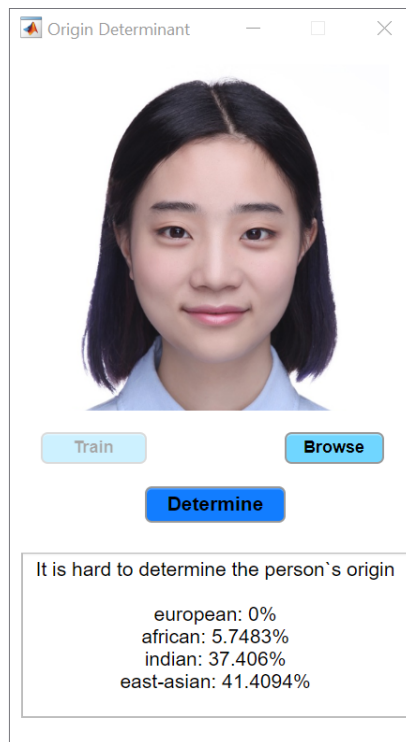 Origin Determinant
Train
Browse
Determine
It is hard to determine the person`s origin
european: 0%
african: 5.7483%
indian: 37.406%
east-asian: 41.4094%